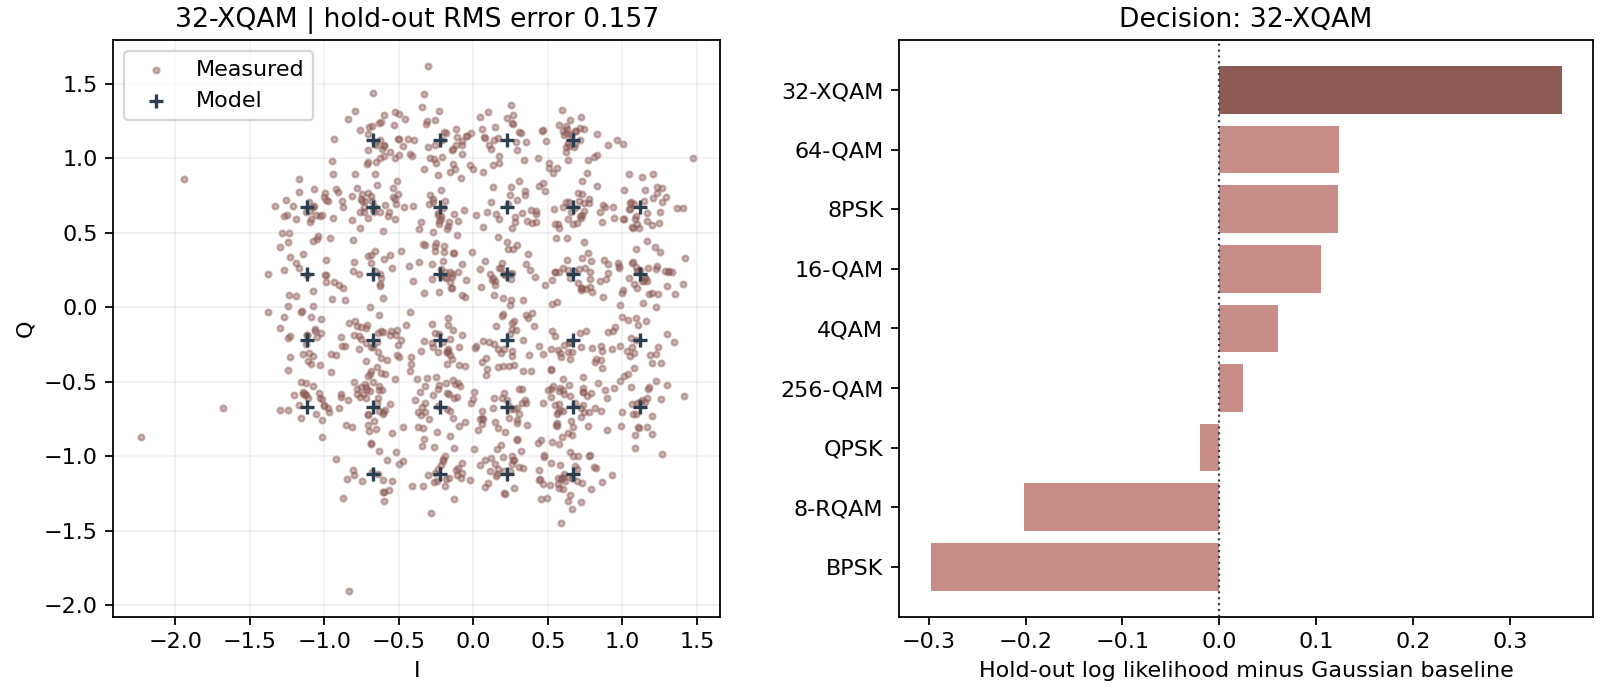 32-XQAM | hold-out RMS error 0.157
Measured
Model
1.5
1.0
0.5
0.0
−0.5
−1.0
−1.5
−2.0
Q
−2.0 −1.5 −1.0 −0.5 0.0 0.5 1.0 1.5
I
Decision: 32-XQAM
32-XQAM
64-QAM
8PSK
16-QAM
4QAM
256-QAM
QPSK
8-RQAM
BPSK
−0.3 −0.2 −0.1 0.0 0.1 0.2 0.3
Hold-out log likelihood minus Gaussian baseline